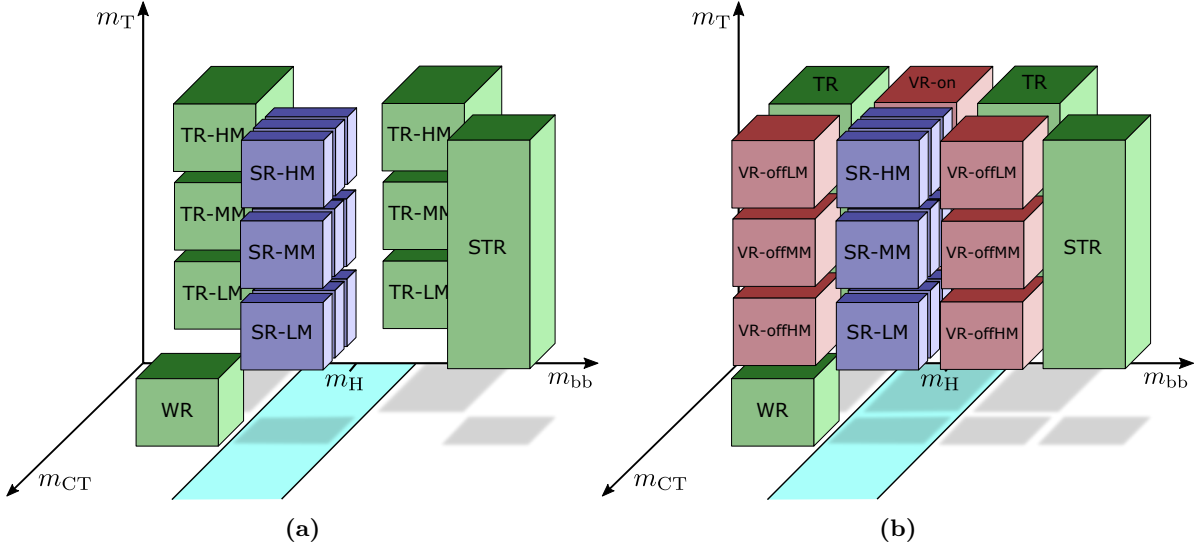 m_T
TR-HM
TR-HM
SR-HM
TR-MM
TR-MM
SR-MM
STR
TR-LM
TR-LM
SR-LM
WR
m_H
m_bb
m_CT
(a)
m_T
TR
VR-on
TR
VR-offLM
SR-HM
VR-offLM
VR-offMM
SR-MM
VR-offMM
STR
VR-offHM
SR-LM
VR-offHM
WR
m_H
m_bb
m_CT
(b)